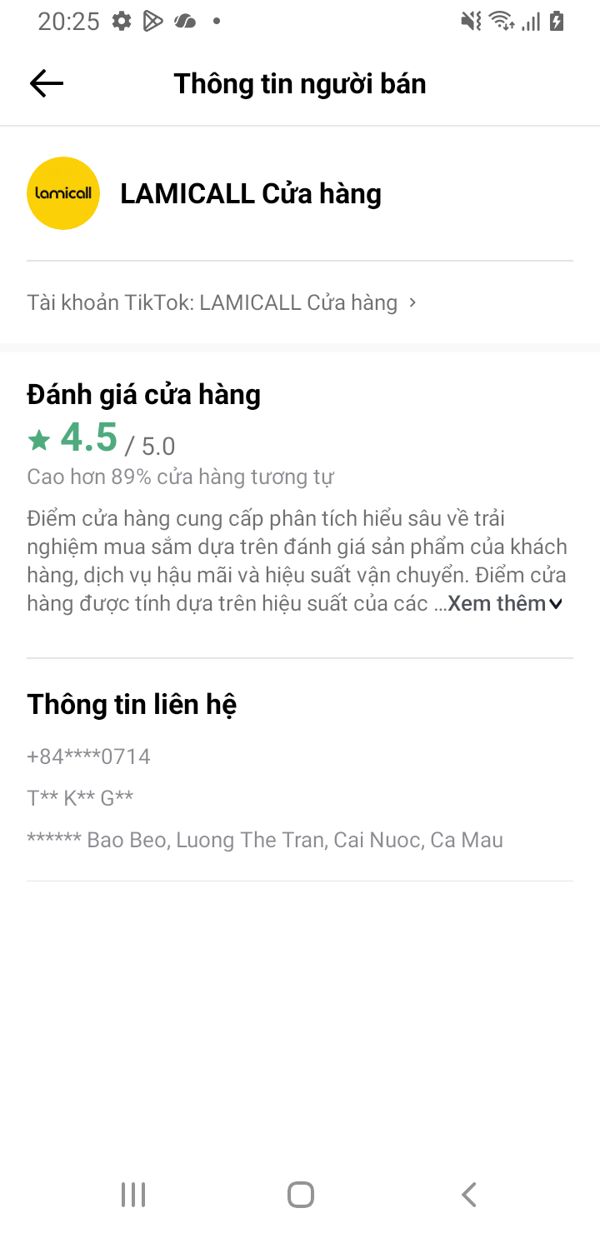 20:25
Thông tin người bán
lamicall
LAMICALL Cửa hàng
Tài khoản TikTok: LAMICALL Cửa hàng
Đánh giá cửa hàng
4.5 / 5.0
Cao hơn 89% cửa hàng tương tự
Điểm cửa hàng cung cấp phân tích hiểu sâu về trải
nghiệm mua sắm dựa trên đánh giá sản phẩm của khách
hàng, dịch vụ hậu mãi và hiệu suất vận chuyển. Điểm cửa
hàng được tính dựa trên hiệu suất của các ...Xem thêm
Thông tin liên hệ
+84****0714
T** K** G**
****** Bao Beo, Luong The Tran, Cai Nuoc, Ca Mau